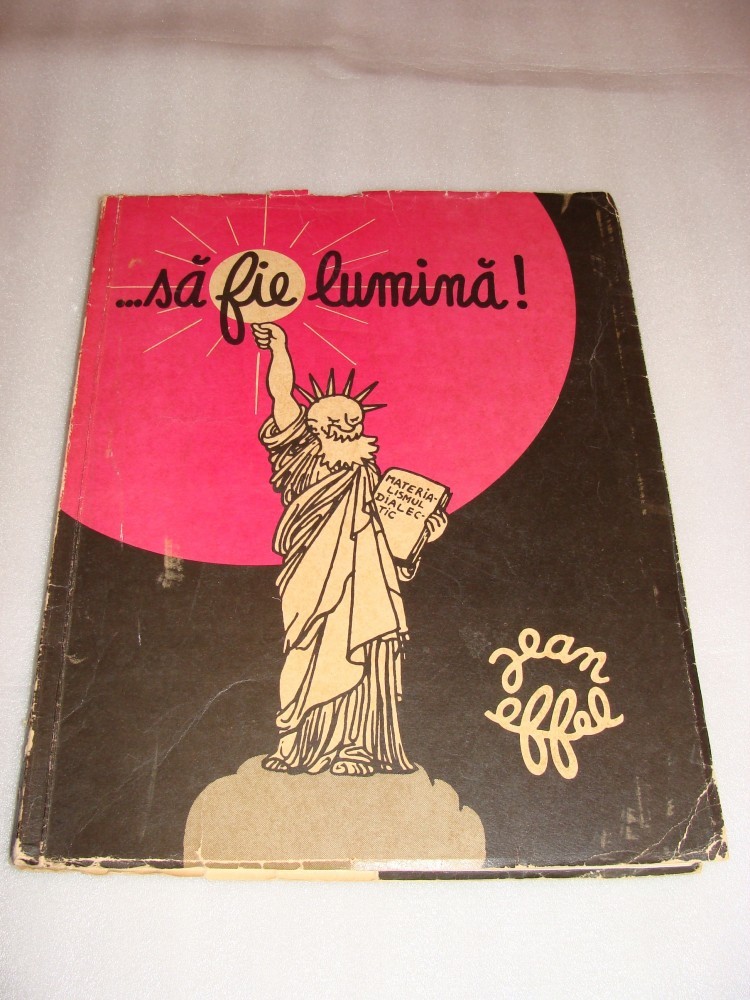 ...să fie lumină!
MATERIA-
LISMUL
DIALEC-
TIC
jean
effel